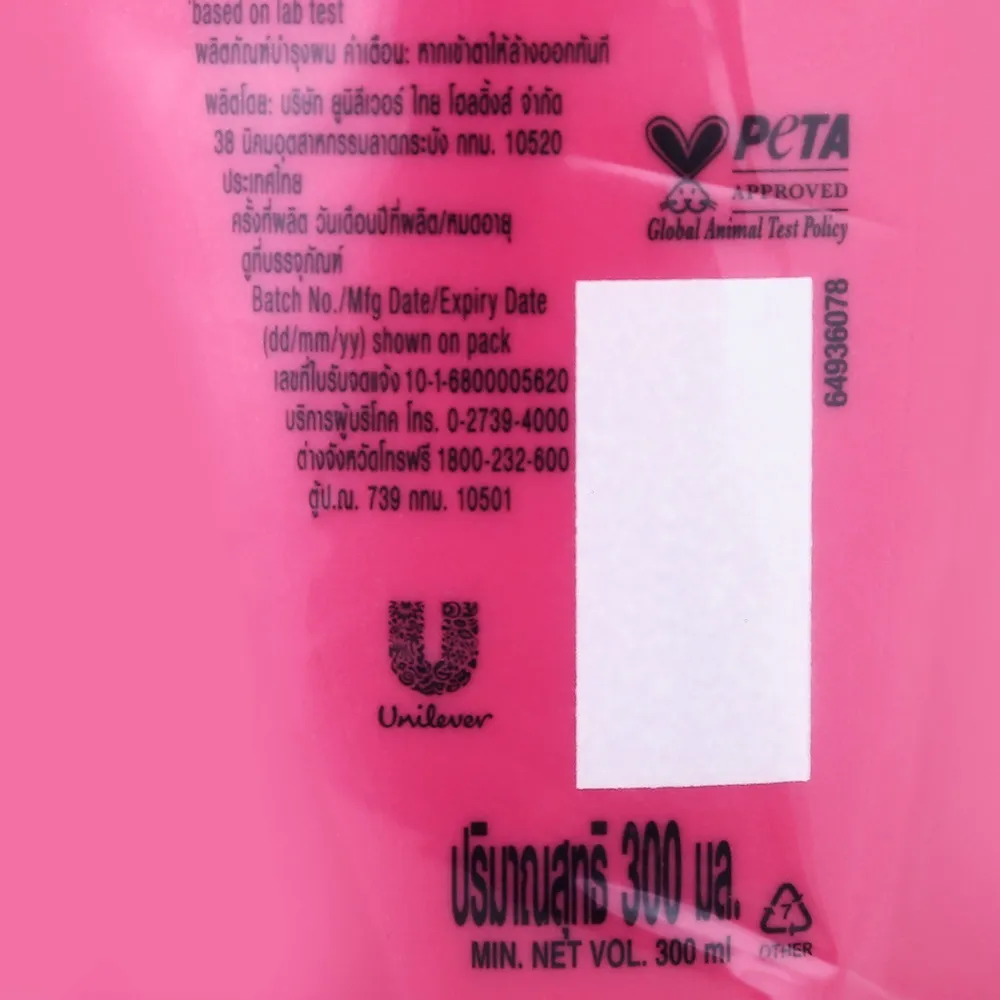 *based on lab test
ผลิตภัณฑ์บำรุงผม คำเตือน: หากเข้าตาให้ล้างออกทันที
ผลิตโดย: บริษัท ยูนิลีเวอร์ ไทย โฮลดิ้งส์ จำกัด
38 นิคมอุตสาหกรรมลาดกระบัง กทม. 10520
ประเทศไทย
ครั้งที่ผลิต วันเดือนปีที่ผลิต/หมดอายุ
ดูที่บรรจุภัณฑ์
Batch No./Mfg Date/Expiry Date
(dd/mm/yy) shown on pack
เลขที่ใบรับจดแจ้ง 10-1-6800005620
บริการผู้บริโภค โทร. 0-2739-4000
ต่างจังหวัดโทรฟรี 1800-232-600
ตู้ป.ณ. 739 กทม. 10501
PETA
APPROVED
Global Animal Test Policy
64936078
Unilever
ปริมาณสุทธิ 300 มล.
MIN. NET VOL. 300 ml
7
OTHER